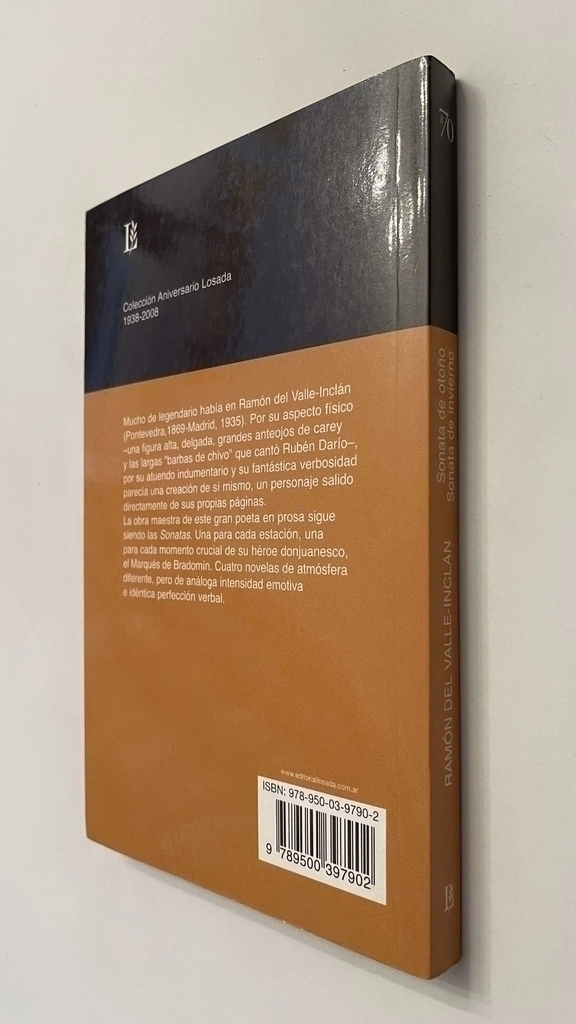 Colección Aniversario Losada
1938-2008
Mucho de legendario había en Ramón del Valle-Inclán
(Pontevedra,1869-Madrid, 1935). Por su aspecto físico
–una figura alta, delgada, grandes anteojos de carey
y las largas "barbas de chivo" que cantó Rubén Darío–,
por su atuendo indumentario y su fantástica verbosidad
parecía una creación de sí mismo, un personaje salido
directamente de sus propias páginas.
La obra maestra de este gran poeta en prosa sigue
siendo las Sonatas. Una para cada estación, una
para cada momento crucial de su héroe donjuanesco,
el Marqués de Bradomín. Cuatro novelas de atmósfera
diferente, pero de análoga intensidad emotiva
e idéntica perfección verbal.
www.editoriallosada.com.ar
ISBN: 978-950-03-9790-2
9 789500 397902
70
Sonata de otoño
Sonata de invierno
RAMÓN DEL VALLE-INCLÁN